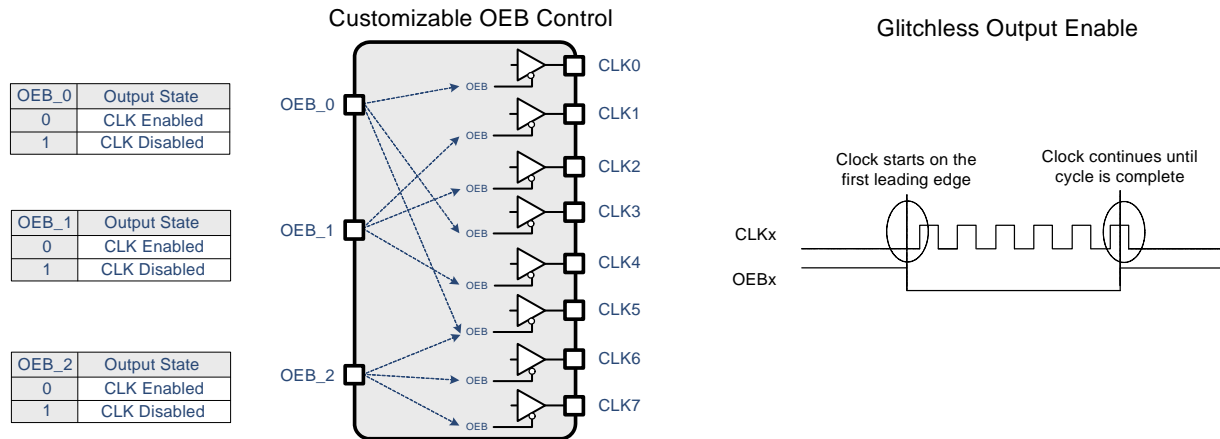 Customizable OEB Control
Glitchless Output Enable
OEB_0 Output State
0 CLK Enabled
1 CLK Disabled
OEB_1 Output State
0 CLK Enabled
1 CLK Disabled
OEB_2 Output State
0 CLK Enabled
1 CLK Disabled
OEB_0
OEB_1
OEB_2
OEB
OEB
OEB
OEB
OEB
OEB
OEB
OEB
CLK0
CLK1
CLK2
CLK3
CLK4
CLK5
CLK6
CLK7
Clock starts on the
first leading edge
Clock continues until
cycle is complete
CLKx
OEBx